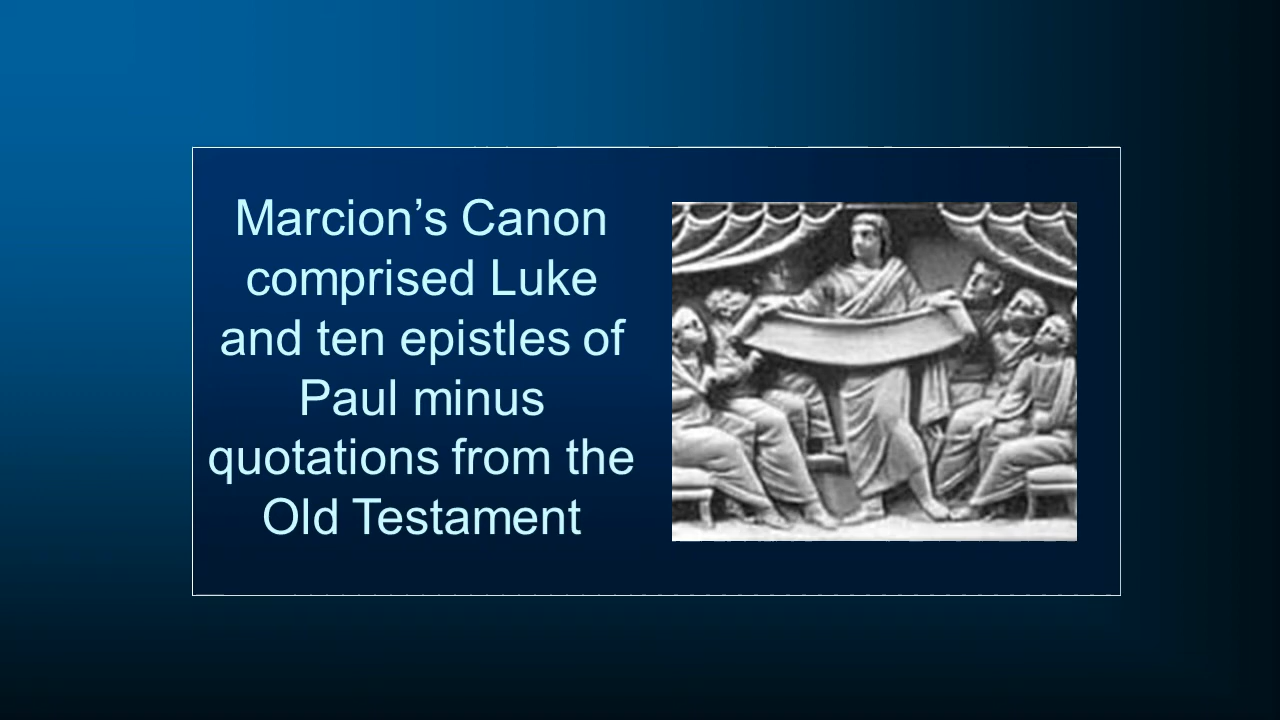 Marcion’s Canon
comprised Luke
and ten epistles of
Paul minus
quotations from the
Old Testament